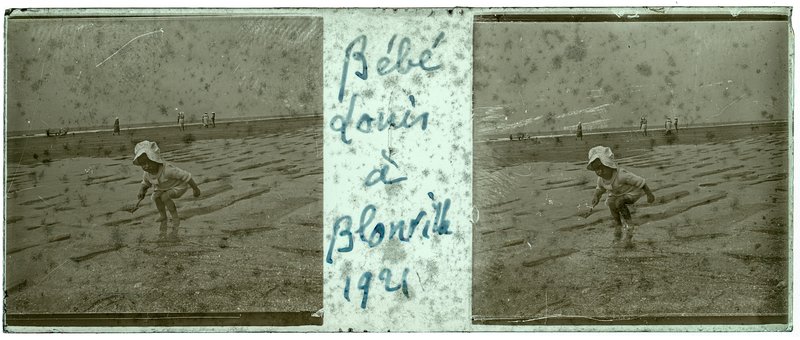 Bébé
Louis
à
Blonville
1921